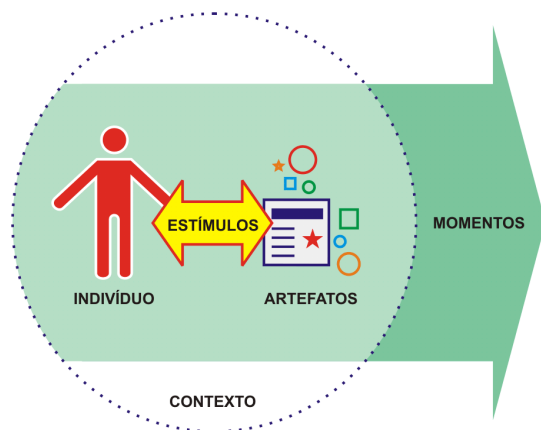 ESTÍMULOS
MOMENTOS
INDIVÍDUO
ARTEFATOS
CONTEXTO